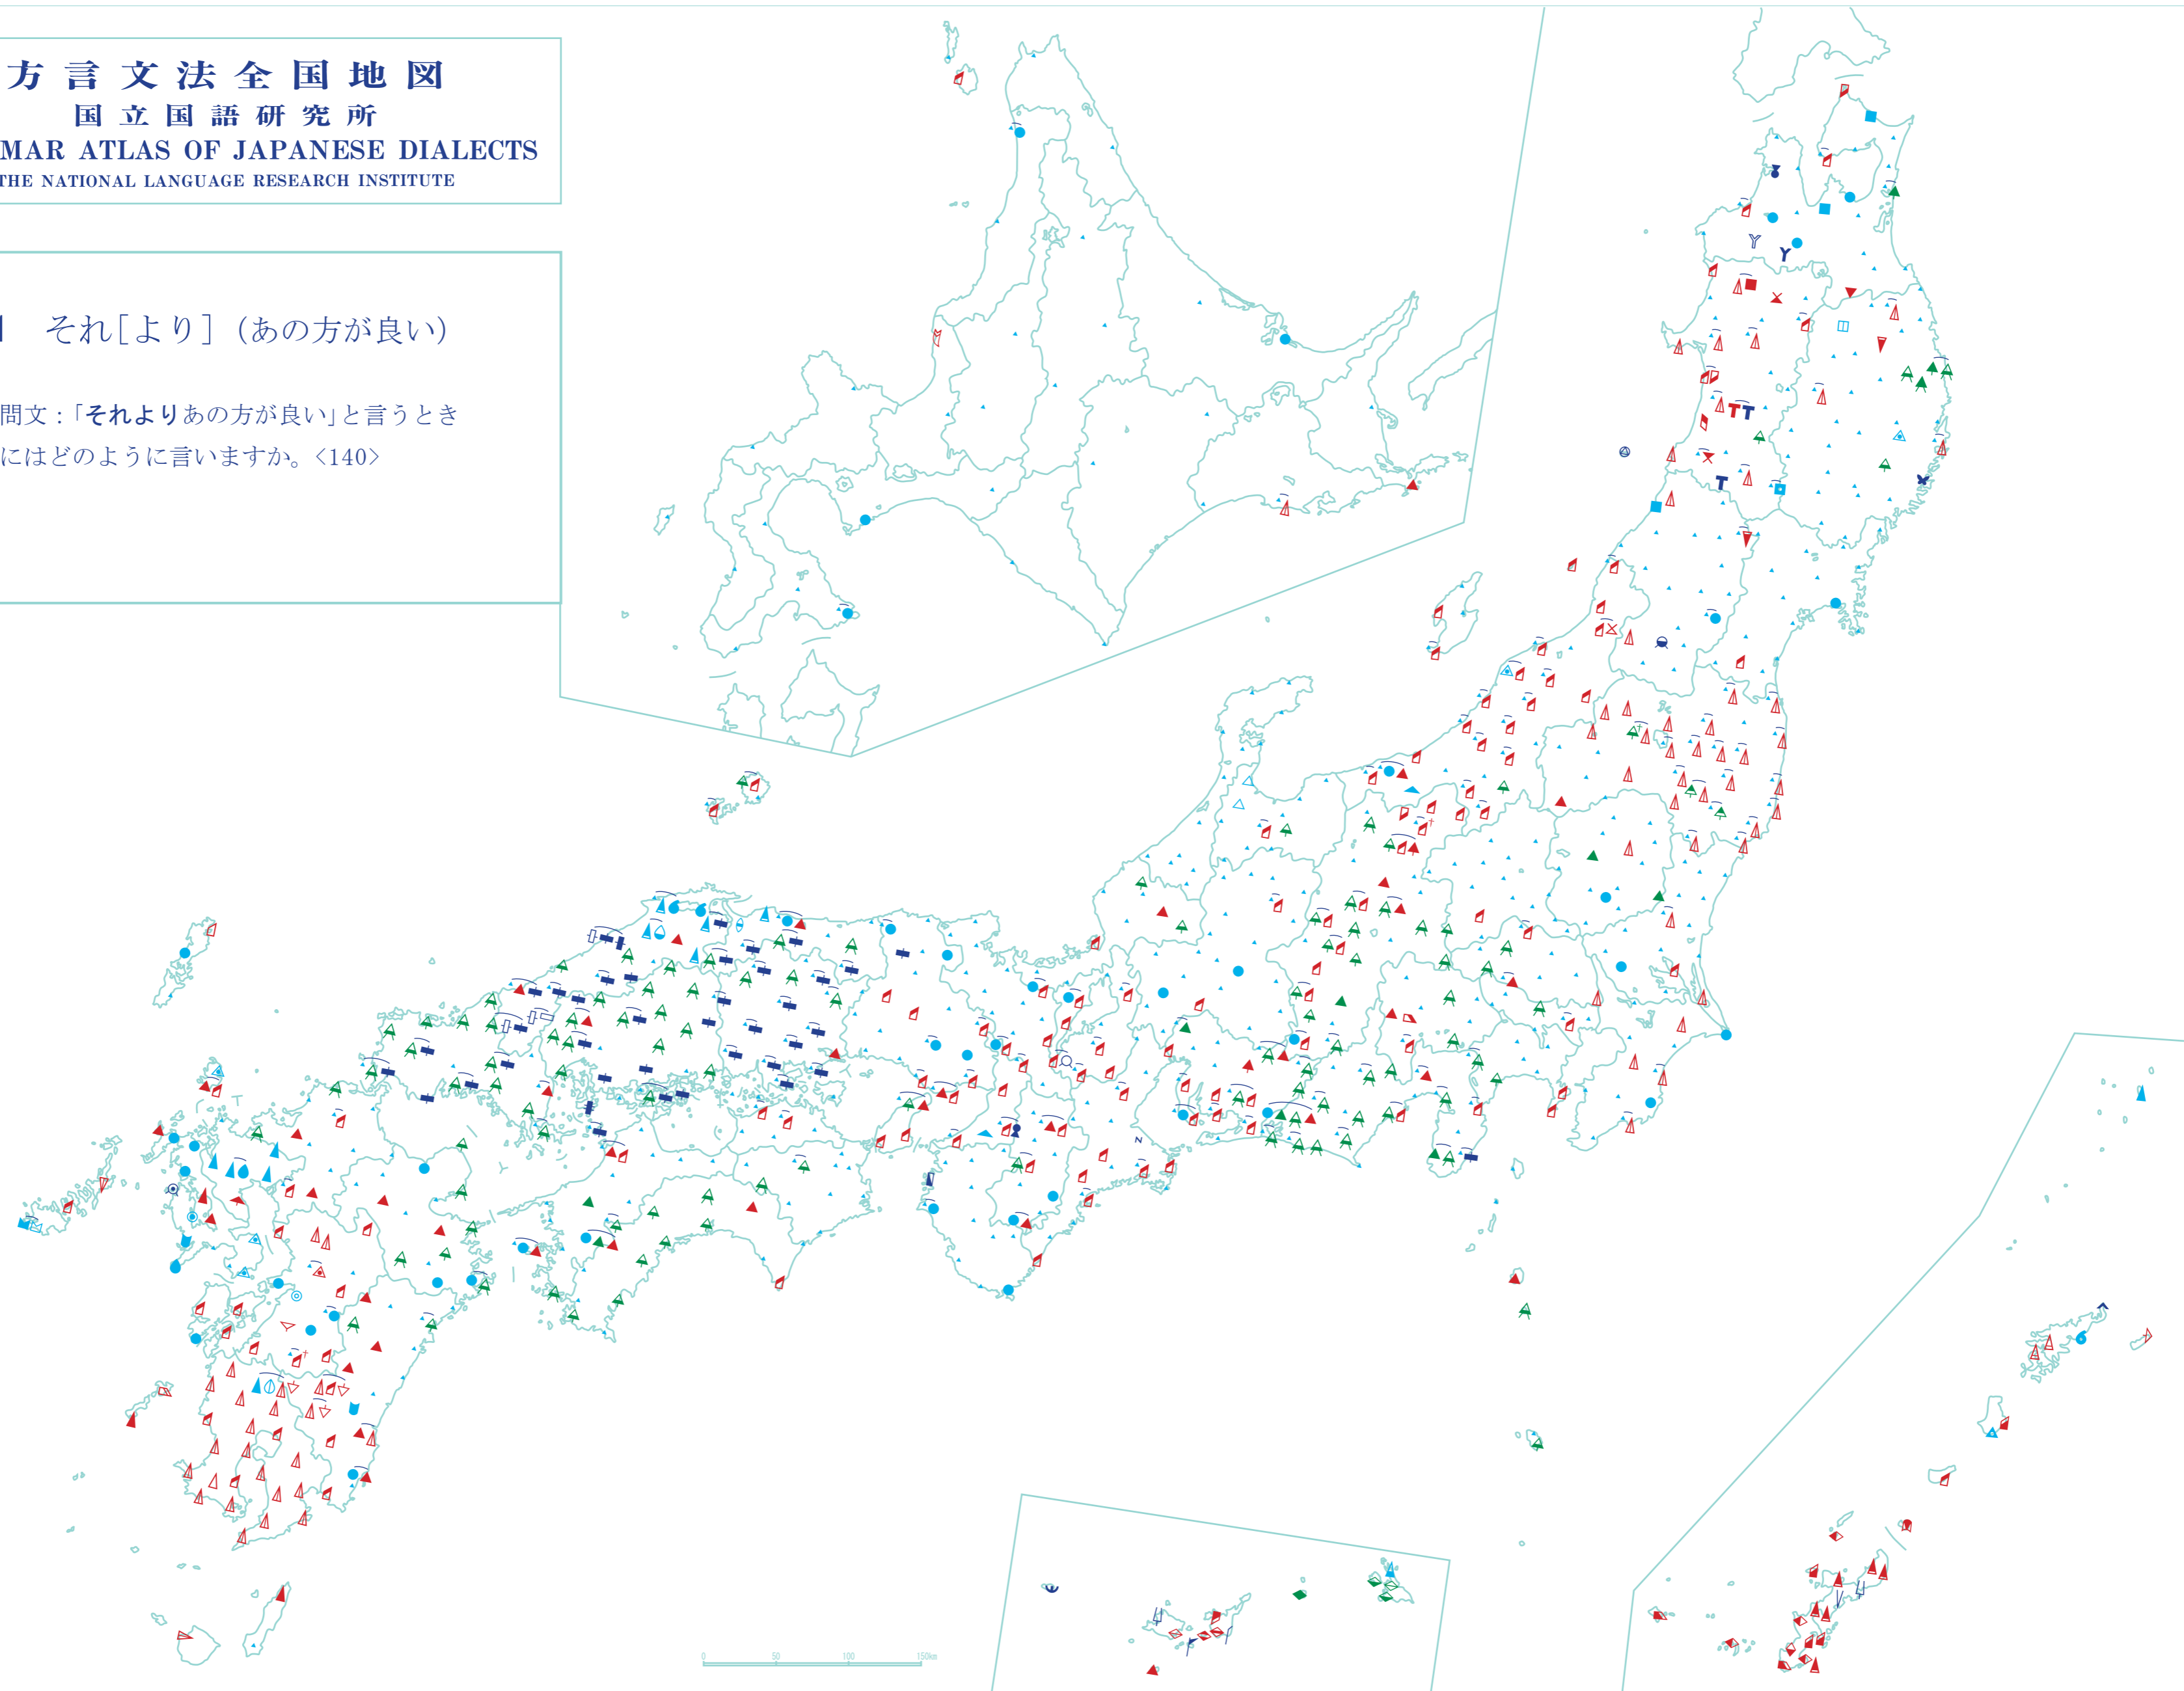 方言文法全国地図
国立国語研究所
MAR ATLAS OF JAPANESE DIALECTS
THE NATIONAL LANGUAGE RESEARCH INSTITUTE
それ[より](あの方が良い)
問文:「それよりあの方が良い」と言うとき
にはどのように言いますか。<140>
0 50 100 150km